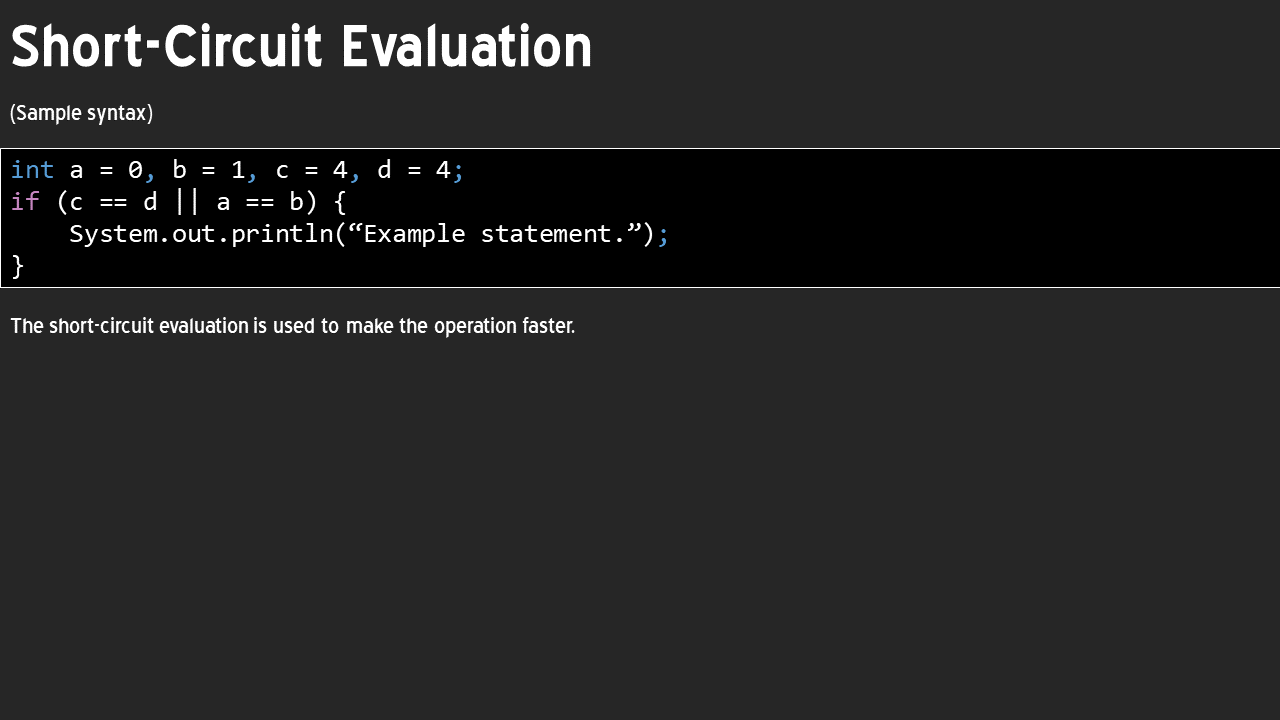 Short-Circuit Evaluation
(Sample syntax)
int a = 0, b = 1, c = 4, d = 4;
if (c == d || a == b) {
    System.out.println(“Example statement.”);
}
The short-circuit evaluation is used to make the operation faster.